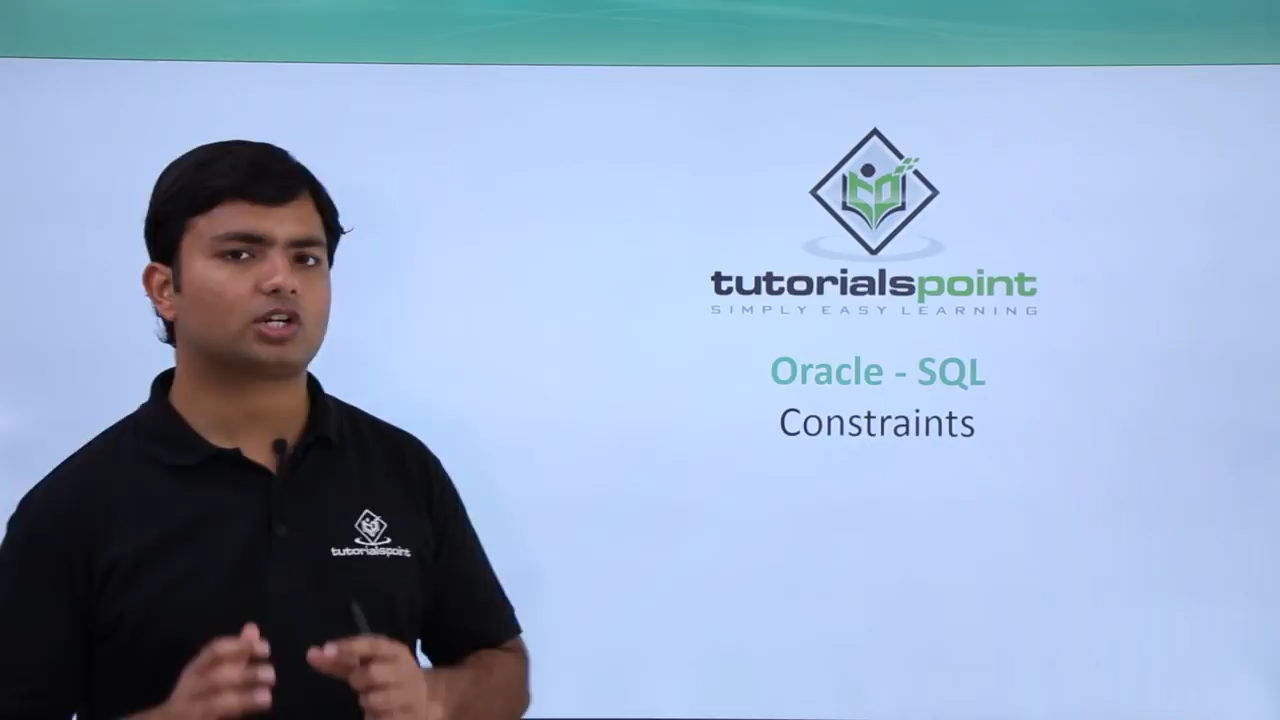 tutorialspoint
SIMPLY EASY LEARNING
Oracle - SQL
Constraints
tutorialspoint